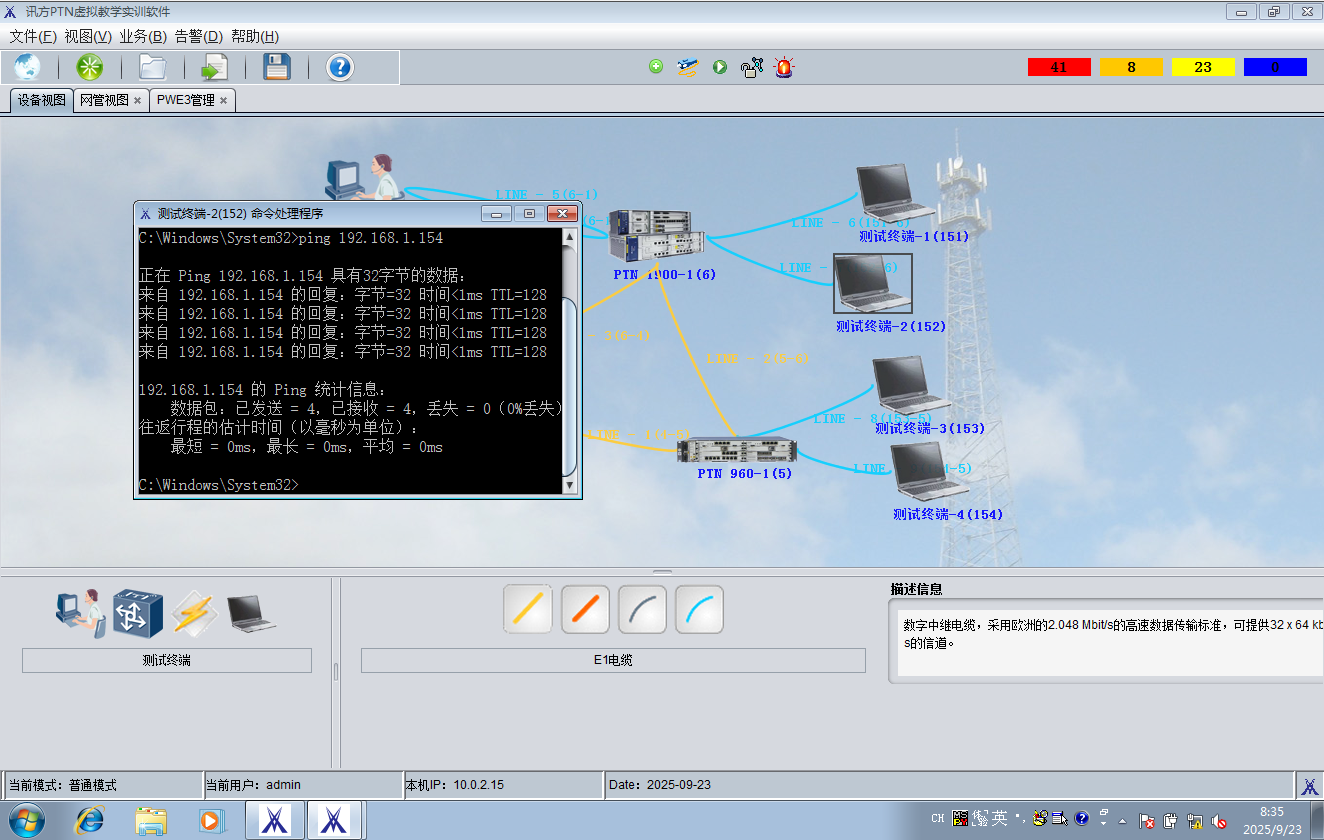 讯方PTN虚拟教学实训软件
文件(F) 视图(V) 业务(B) 告警(D) 帮助(H)
41 8 23 0
设备视图 网管视图 × PWE3管理 ×
LINE - 5(6-1)
LINE - 6(15
测试终端-1(151)
PTN 1900-1(6)
LINE -
6)
测试终端-2(152)
- 3(6-4)
LINE - 2(5-6)
LINE - 8(153-5)
测试终端-3(153)
PTN 960-1(5)
LINE
4-5)
测试终端-4(154)
测试终端-2(152) 命令处理程序
C:\Windows\System32>ping 192.168.1.154
正在 Ping 192.168.1.154 具有32字节的数据:
来自 192.168.1.154 的回复: 字节=32 时间<1ms TTL=128
来自 192.168.1.154 的回复: 字节=32 时间<1ms TTL=128
来自 192.168.1.154 的回复: 字节=32 时间<1ms TTL=128
来自 192.168.1.154 的回复: 字节=32 时间<1ms TTL=128
192.168.1.154 的 Ping 统计信息:
数据包: 已发送 = 4, 已接收 = 4, 丢失 = 0 (0%丢失)
往返行程的估计时间(以毫秒为单位):
最短 = 0ms, 最长 = 0ms, 平均 = 0ms
C:\Windows\System32>
测试终端
E1电缆
描述信息
数字中继电缆，采用欧洲的2.048 Mbit/s的高速数据传输标准，可提供32 x 64 kb
s的信道。
当前模式：普通模式 当前用户：admin 本机IP：10.0.2.15 Date：2025-09-23
CH 英
8:35
2025/9/23